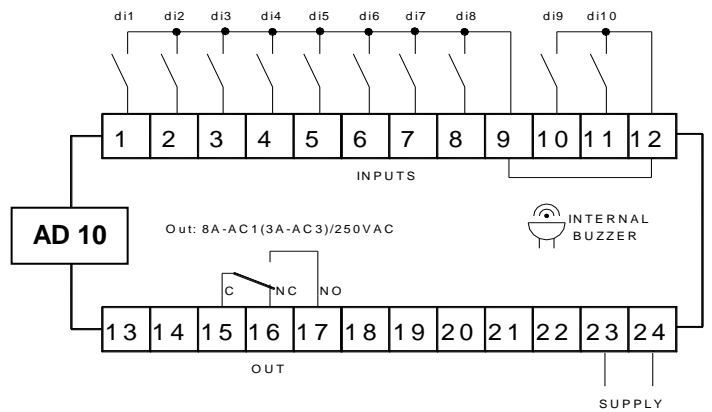 di1 di2 di3 di4 di5 di6 di7 di8 di9 di10
1 2 3 4 5 6 7 8 9 10 11 12
INPUTS
AD 10
Out: 8A-AC1(3A-AC3)/250VAC
INTERNAL
BUZZER
C NC NO
13 14 15 16 17 18 19 20 21 22 23 24
OUT
SUPPLY